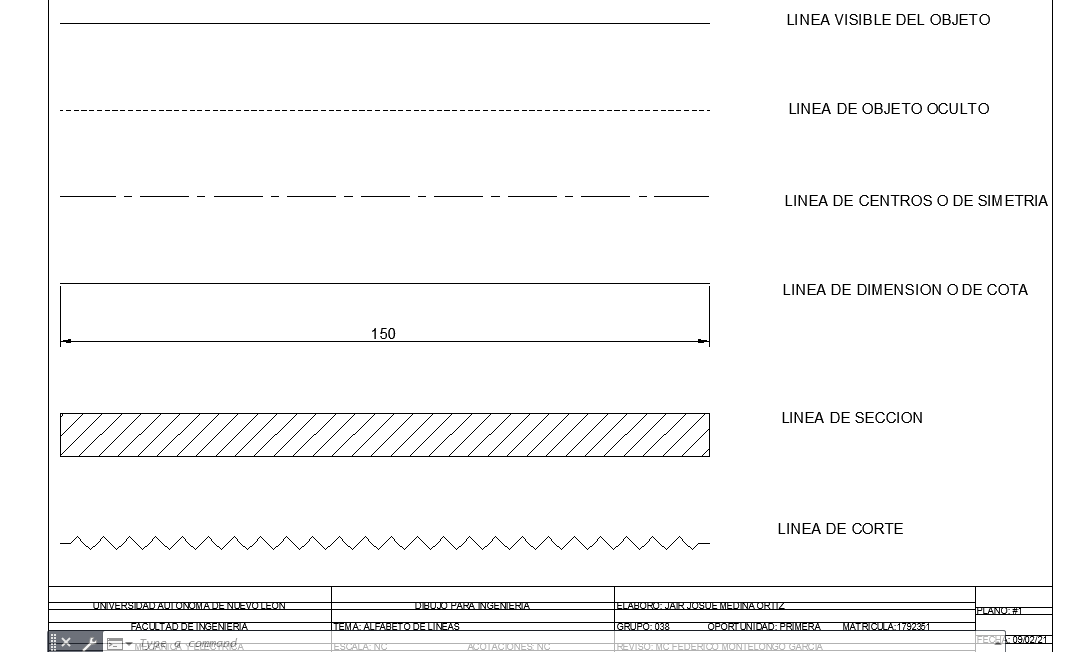 LINEA VISIBLE DEL OBJETO
LINEA DE OBJETO OCULTO
LINEA DE CENTROS O DE SIMETRIA
LINEA DE DIMENSION O DE COTA
150
LINEA DE SECCION
LINEA DE CORTE
UNIVERSIDAD AUTONOMA DE NUEVO LEON DIBUJO PARA INGENIERIA ELABORO: JAIR JOSUE MEDINA ORTIZ
PLANO: #1
FACULTAD DE INGENIERIA TEMA: ALFABETO DE LINEAS GRUPO: 038 OPORTUNIDAD: PRIMERA MATRICULA:1792351
FECHA: 09/02/21
Type a command
MECANICA Y ELECTRICA ESCALA: NC ACOTACIONES: NC REVISO: MC FEDERICO MONTELONGO GARCIA